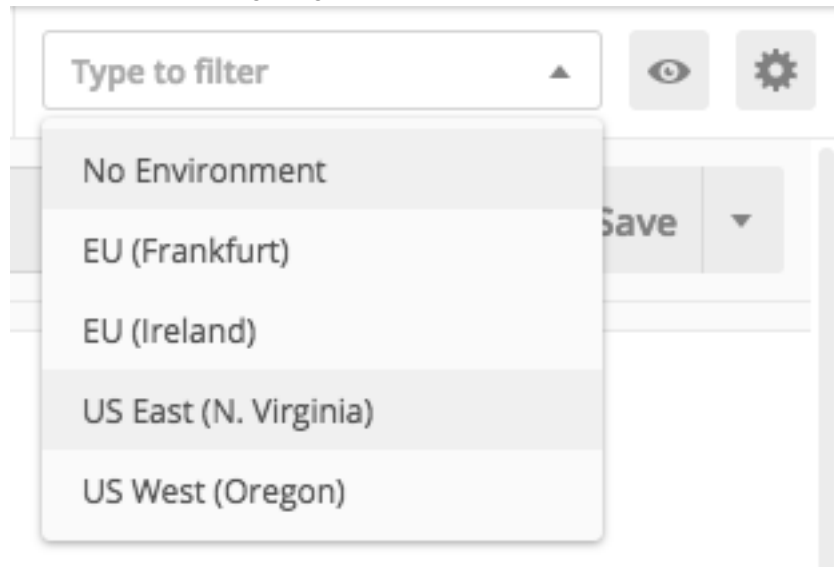 Type to filter
No Environment
Save
EU (Frankfurt)
EU (Ireland)
US East (N. Virginia)
US West (Oregon)